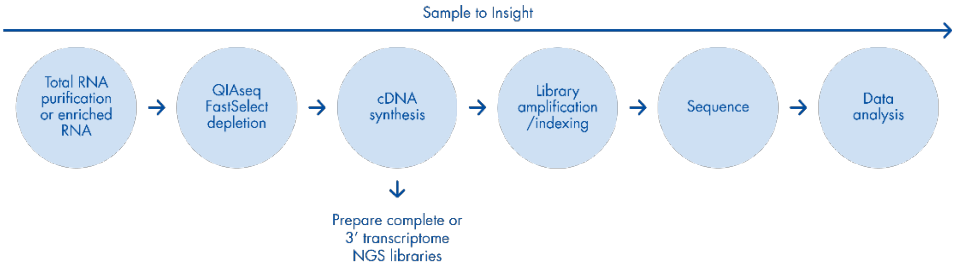 Sample to Insight
Total RNA
purification
or enriched
RNA
QIAseq
FastSelect
depletion
cDNA
synthesis
Library
amplification
/indexing
Sequence
Data
analysis
Prepare complete or
3’ transcriptome
NGS libraries